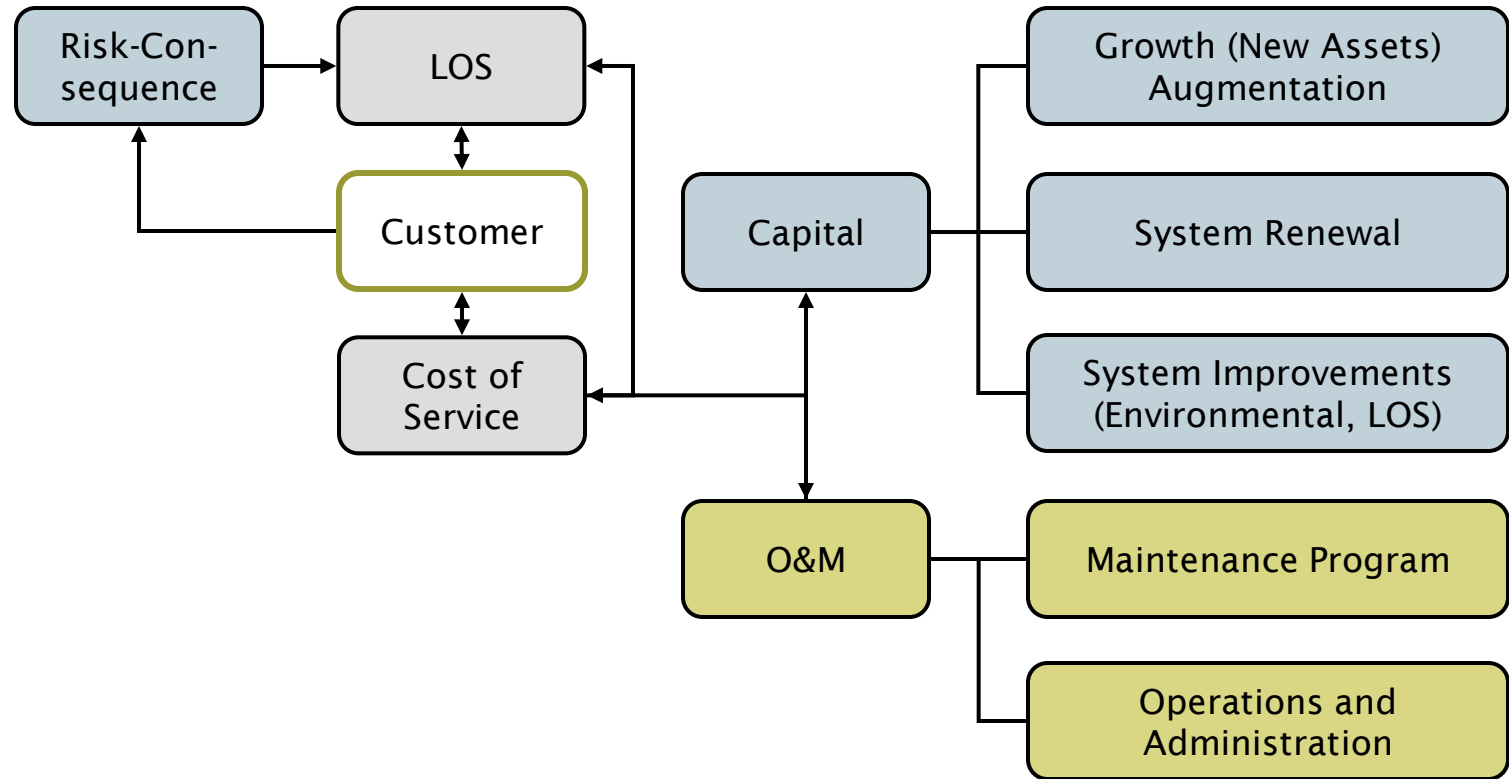 Risk-Con-
sequence
LOS
Growth (New Assets)
Augmentation
Customer
Capital
System Renewal
Cost of
Service
System Improvements
(Environmental, LOS)
O&M
Maintenance Program
Operations and
Administration